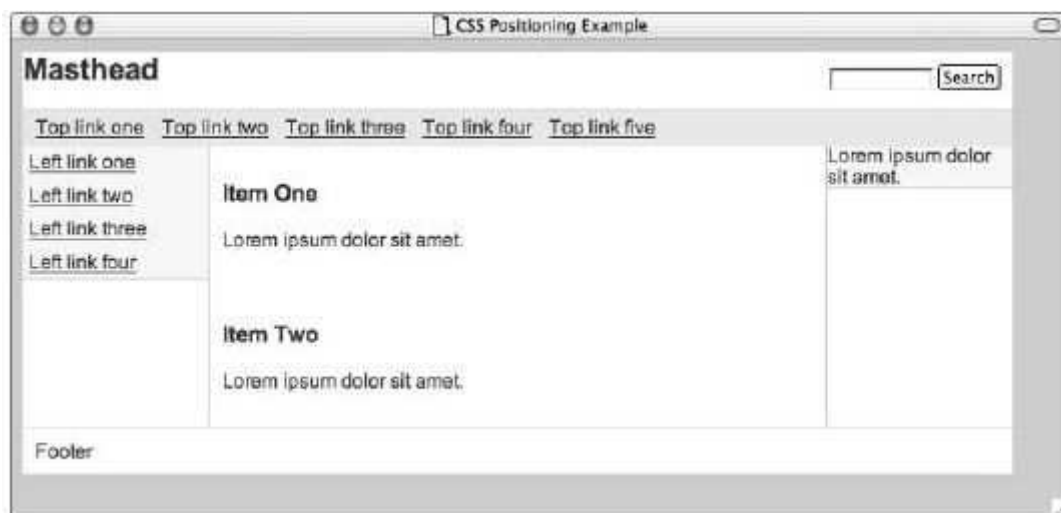 CSS Positioning Example
Masthead
Search
Top link one Top link two Top link three Top link four Top link five
Left link one
Left link two
Left link three
Left link four
Item One
Lorem ipsum dolor sit amet.
Item Two
Lorem ipsum dolor sit amet.
Lorem ipsum dolor
sit amet.
Footer